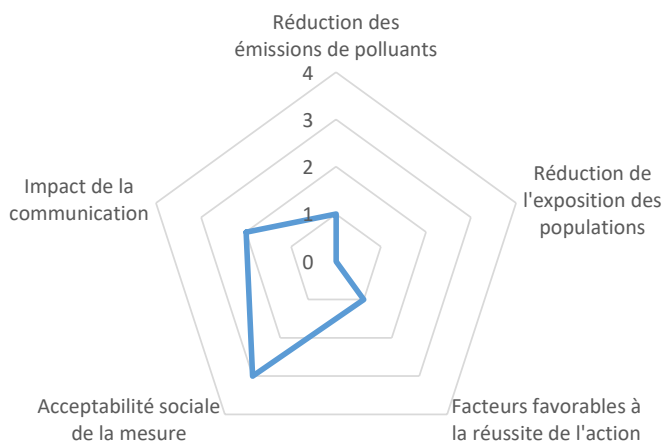 Réduction des
émissions de polluants
4
3
2
1
0
Réduction de
l'exposition des
populations
Facteurs favorables à
la réussite de l'action
Acceptabilité sociale
de la mesure
Impact de la
communication